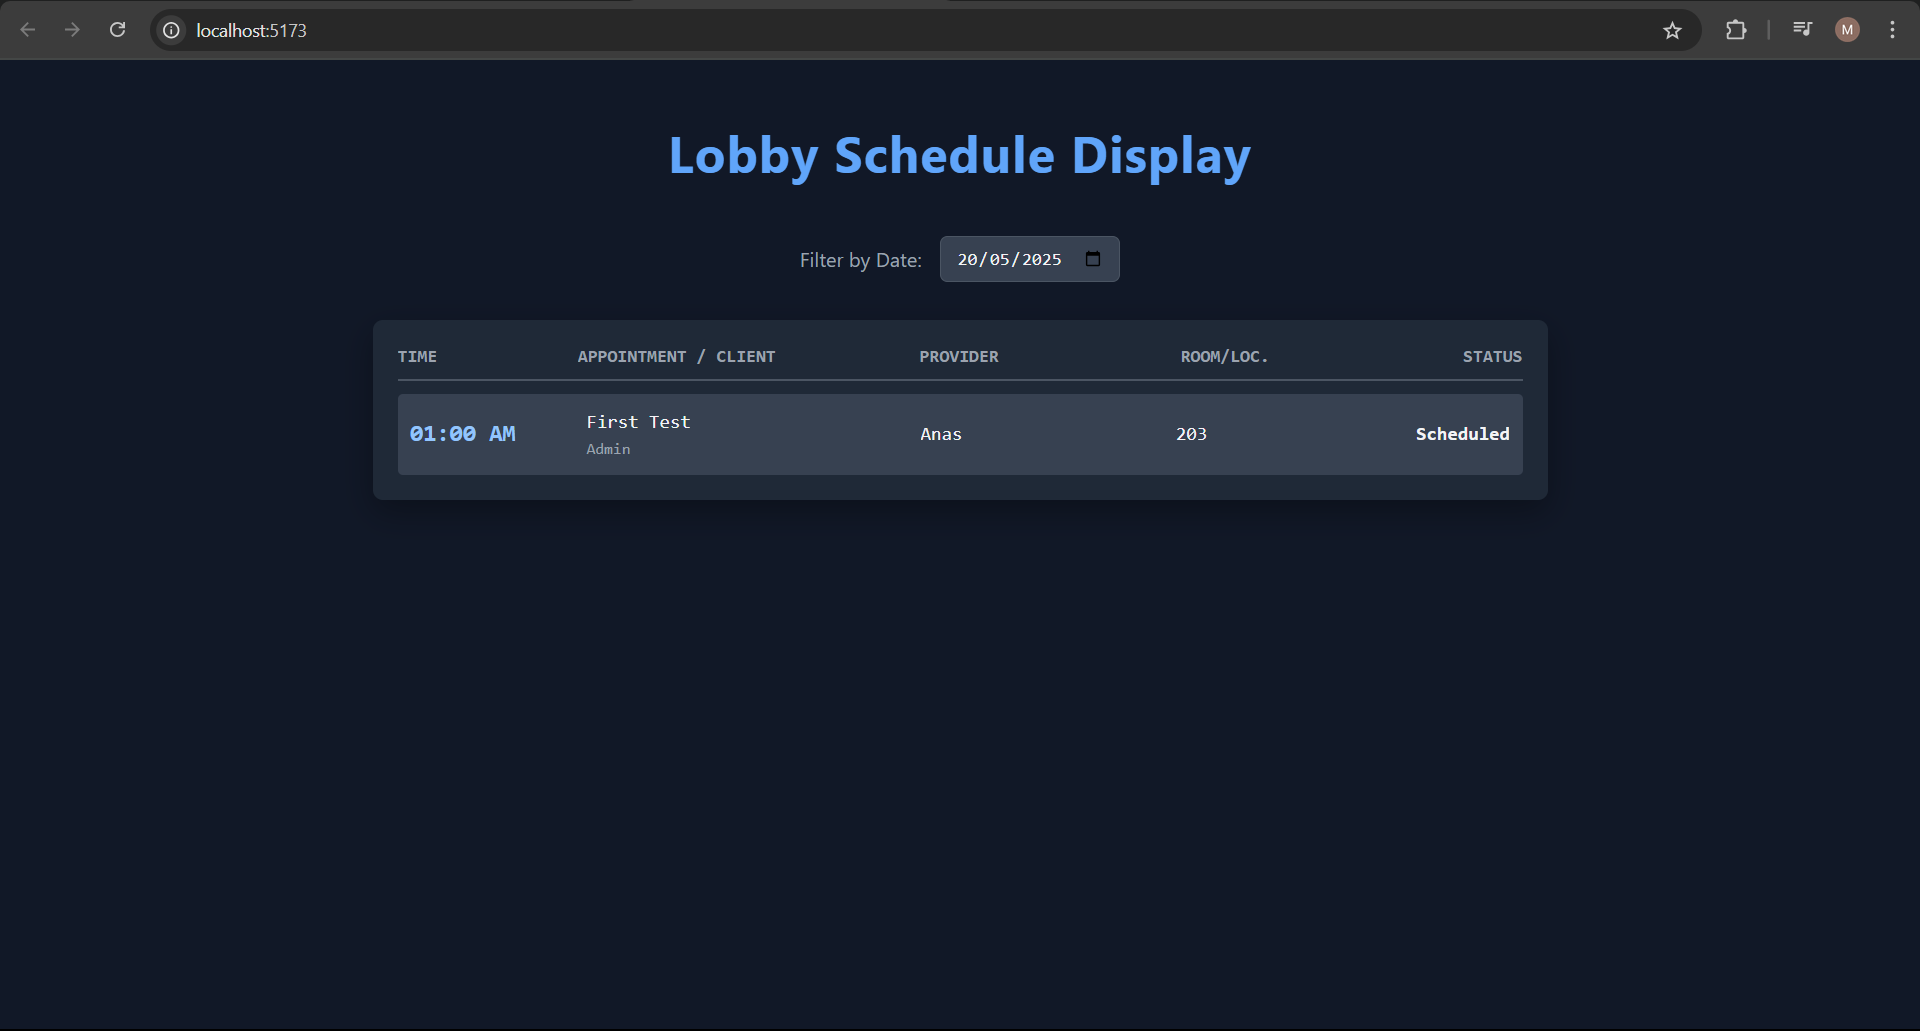 localhost:5173
M
Lobby Schedule Display
Filter by Date: 20/05/2025
TIME APPOINTMENT / CLIENT PROVIDER ROOM/LOC. STATUS
01:00 AM First Test Anas 203 Scheduled
Admin